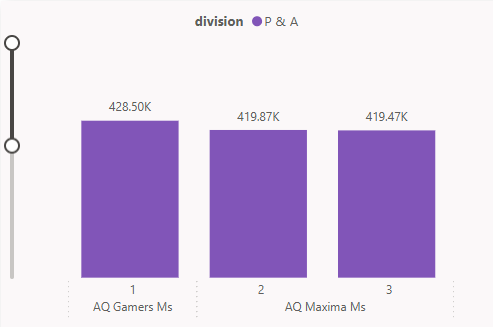 division P & A
428.50K
419.87K
419.47K
1
2
3
AQ Gamers Ms
AQ Maxima Ms